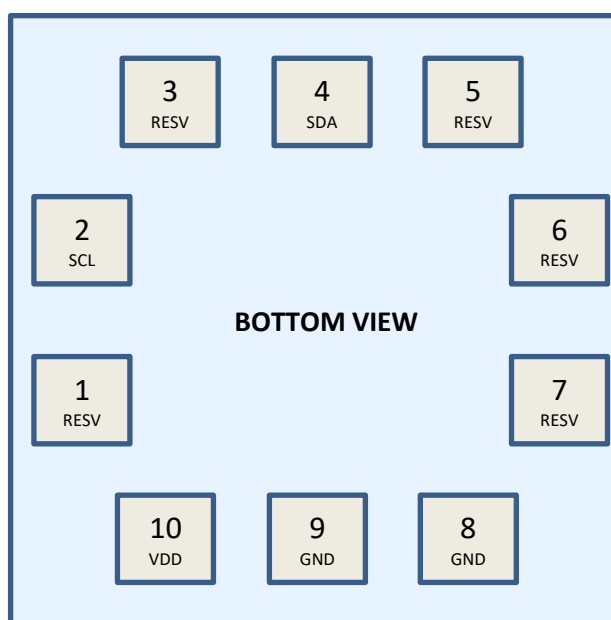 3
RESV
4
SDA
5
RESV
2
SCL
6
RESV
BOTTOM VIEW
1
RESV
7
RESV
10
VDD
9
GND
8
GND